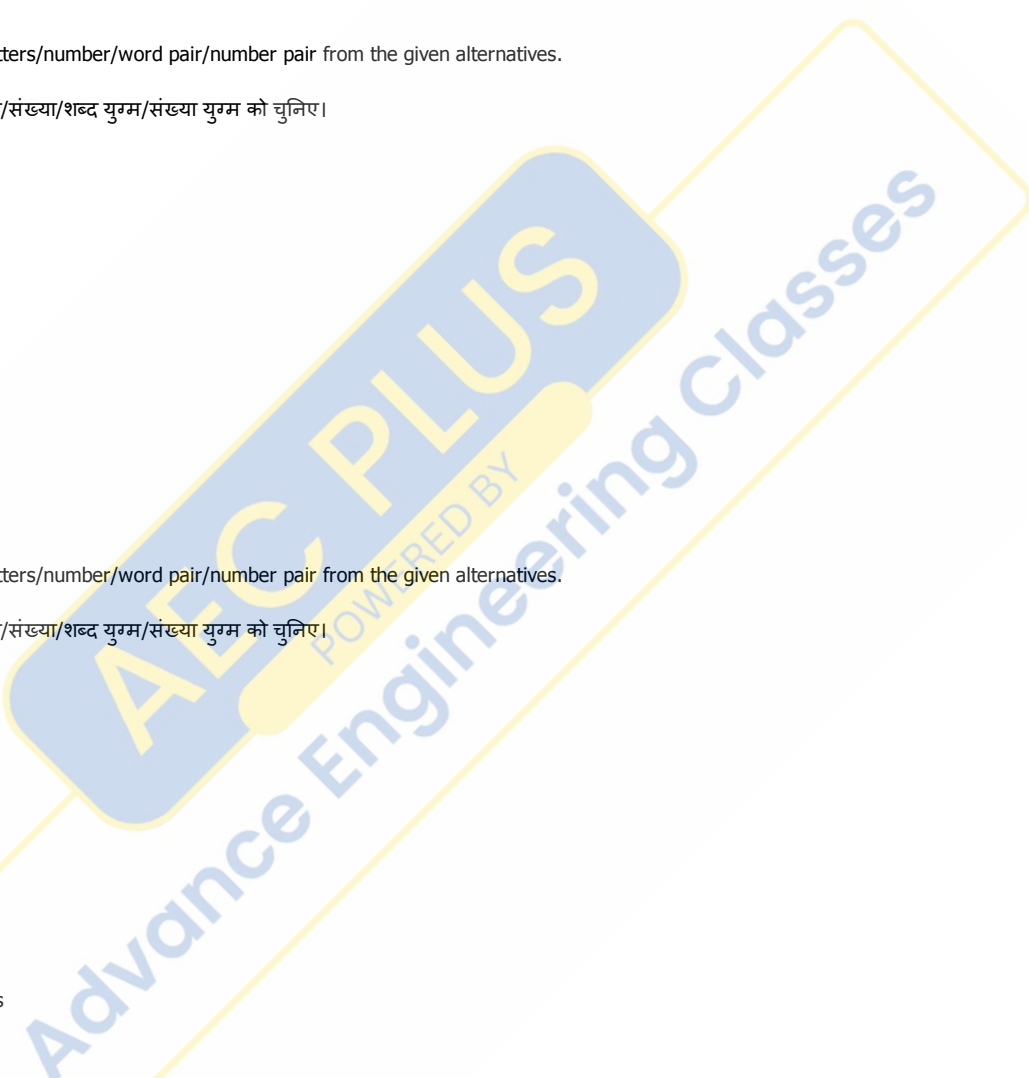 tters/number/word pair/number pair from the given alternatives.
/संख्या/शब्द युग्म/संख्या युग्म को चुनिए।
AEC PLUS
POWERED BY
Advance Engineering Classes
tters/number/word pair/number pair from the given alternatives.
/संख्या/शब्द युग्म/संख्या युग्म को चुनिए।
s